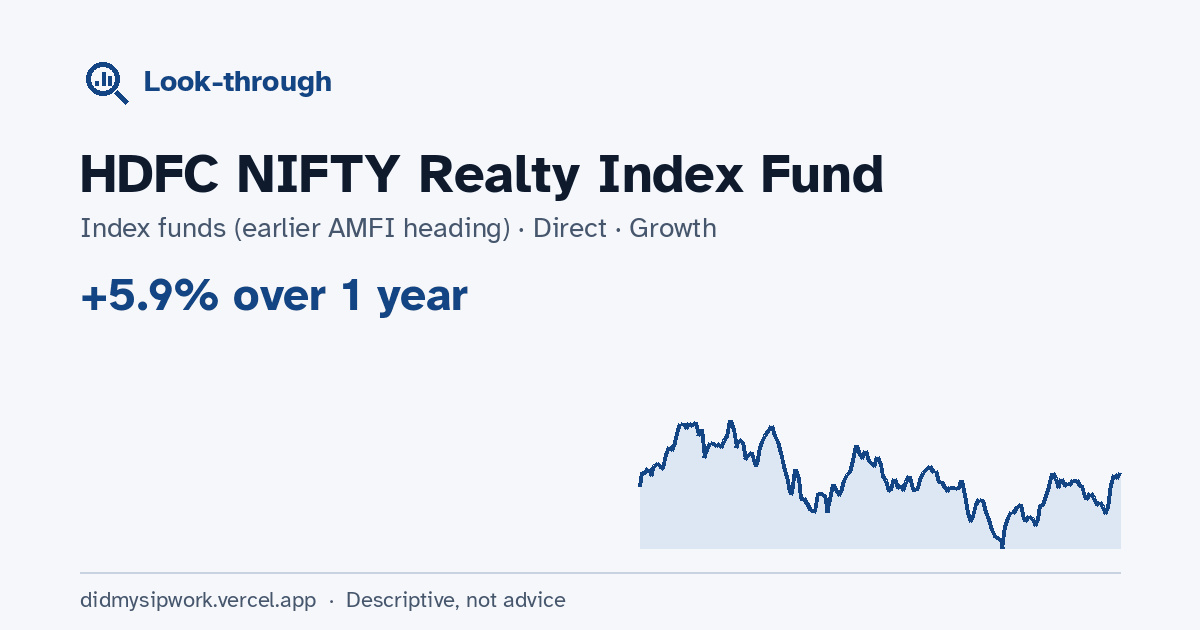 Look-through
HDFC NIFTY Realty Index Fund
Index funds (earlier AMFI heading) · Direct · Growth
+5.9% over 1 year
didmysipwork.vercel.app · Descriptive, not advice